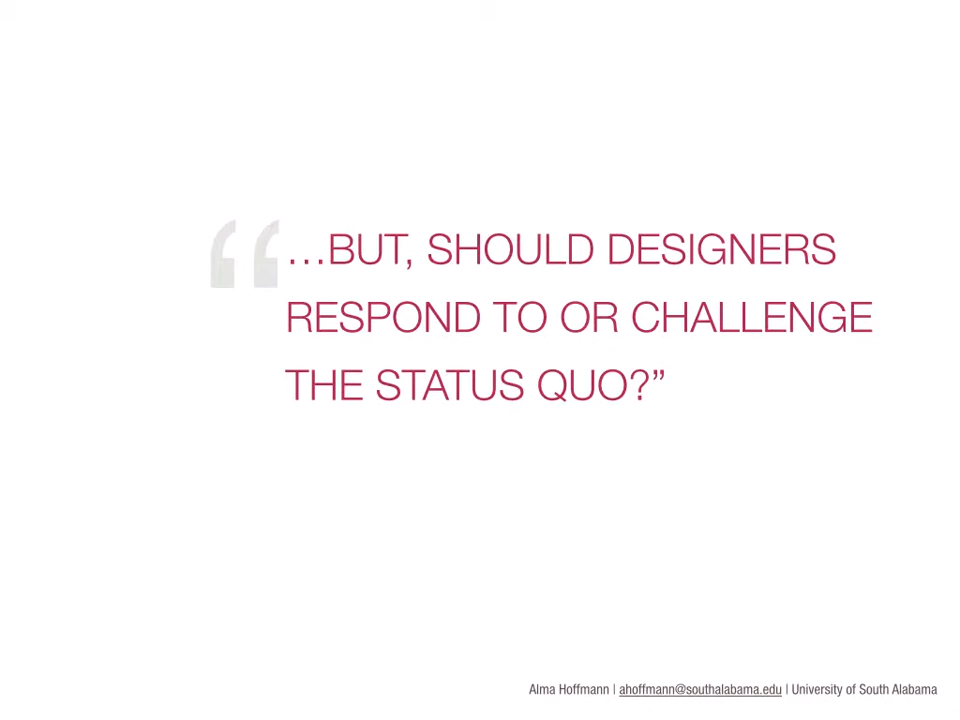 “…BUT, SHOULD DESIGNERS
RESPOND TO OR CHALLENGE
THE STATUS QUO?”
Alma Hoffmann | ahoffmann@southalabama.edu | University of South Alabama